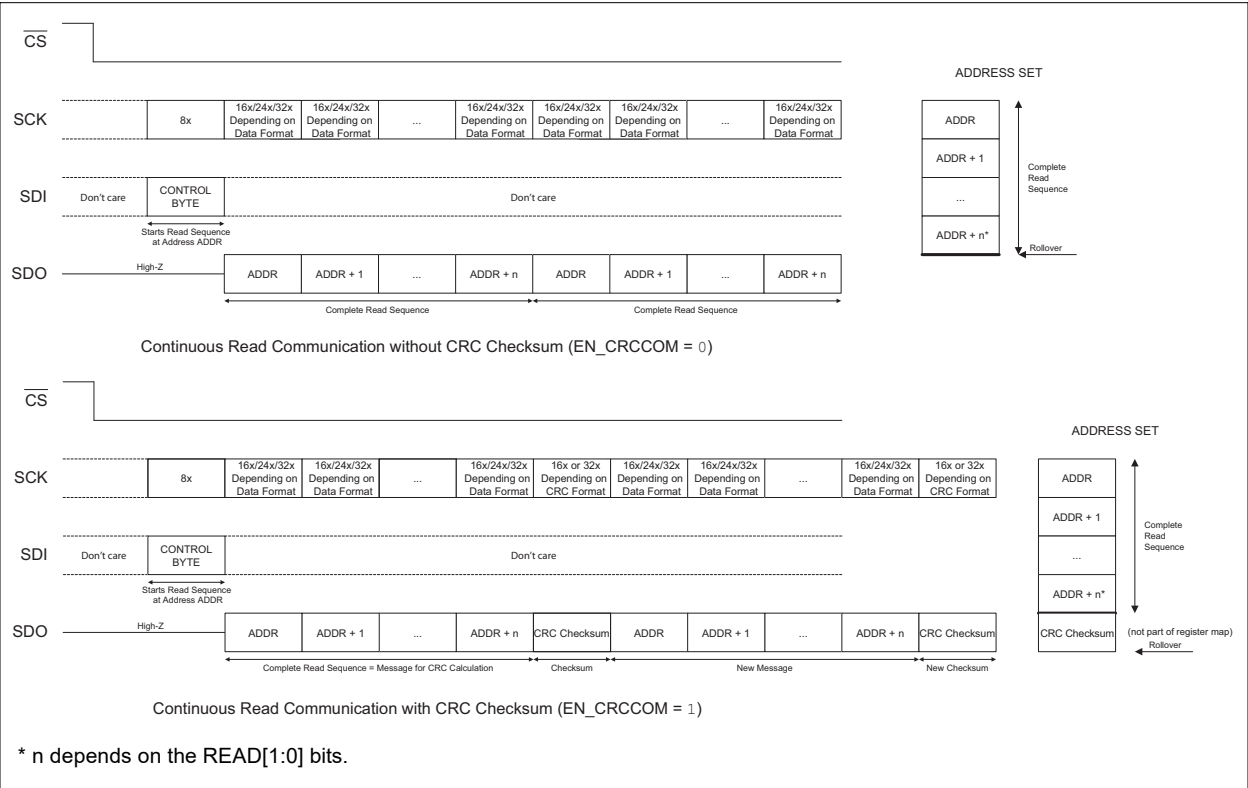 CS
ADDRESS SET
SCK
8x
16x/24x/32x
Depending on
Data Format
16x/24x/32x
Depending on
Data Format
...
16x/24x/32x
Depending on
Data Format
16x/24x/32x
Depending on
Data Format
16x/24x/32x
Depending on
Data Format
...
16x/24x/32x
Depending on
Data Format
ADDR
ADDR + 1
...
ADDR + n*
Complete
Read
Sequence
Rollover
SDI
Don't care
CONTROL
BYTE
Don't care
Starts Read Sequence
at Address ADDR
SDO
High-Z
ADDR
ADDR + 1
...
ADDR + n
ADDR
ADDR + 1
...
ADDR + n
Complete Read Sequence
Complete Read Sequence
Continuous Read Communication without CRC Checksum (EN_CRCCOM = 0)
CS
ADDRESS SET
SCK
8x
16x/24x/32x
Depending on
Data Format
16x/24x/32x
Depending on
Data Format
...
16x/24x/32x
Depending on
Data Format
16x or 32x
Depending on
CRC Format
16x/24x/32x
Depending on
Data Format
16x/24x/32x
Depending on
Data Format
...
16x/24x/32x
Depending on
Data Format
16x or 32x
Depending on
CRC Format
ADDR
ADDR + 1
...
ADDR + n*
CRC Checksum
Complete
Read
Sequence
(not part of register map)
Rollover
SDI
Don't care
CONTROL
BYTE
Don't care
Starts Read Sequence
at Address ADDR
SDO
High-Z
ADDR
ADDR + 1
...
ADDR + n
CRC Checksum
ADDR
ADDR + 1
...
ADDR + n
CRC Checksum
Complete Read Sequence = Message for CRC Calculation
Checksum
New Message
New Checksum
Continuous Read Communication with CRC Checksum (EN_CRCCOM = 1)
* n depends on the READ[1:0] bits.